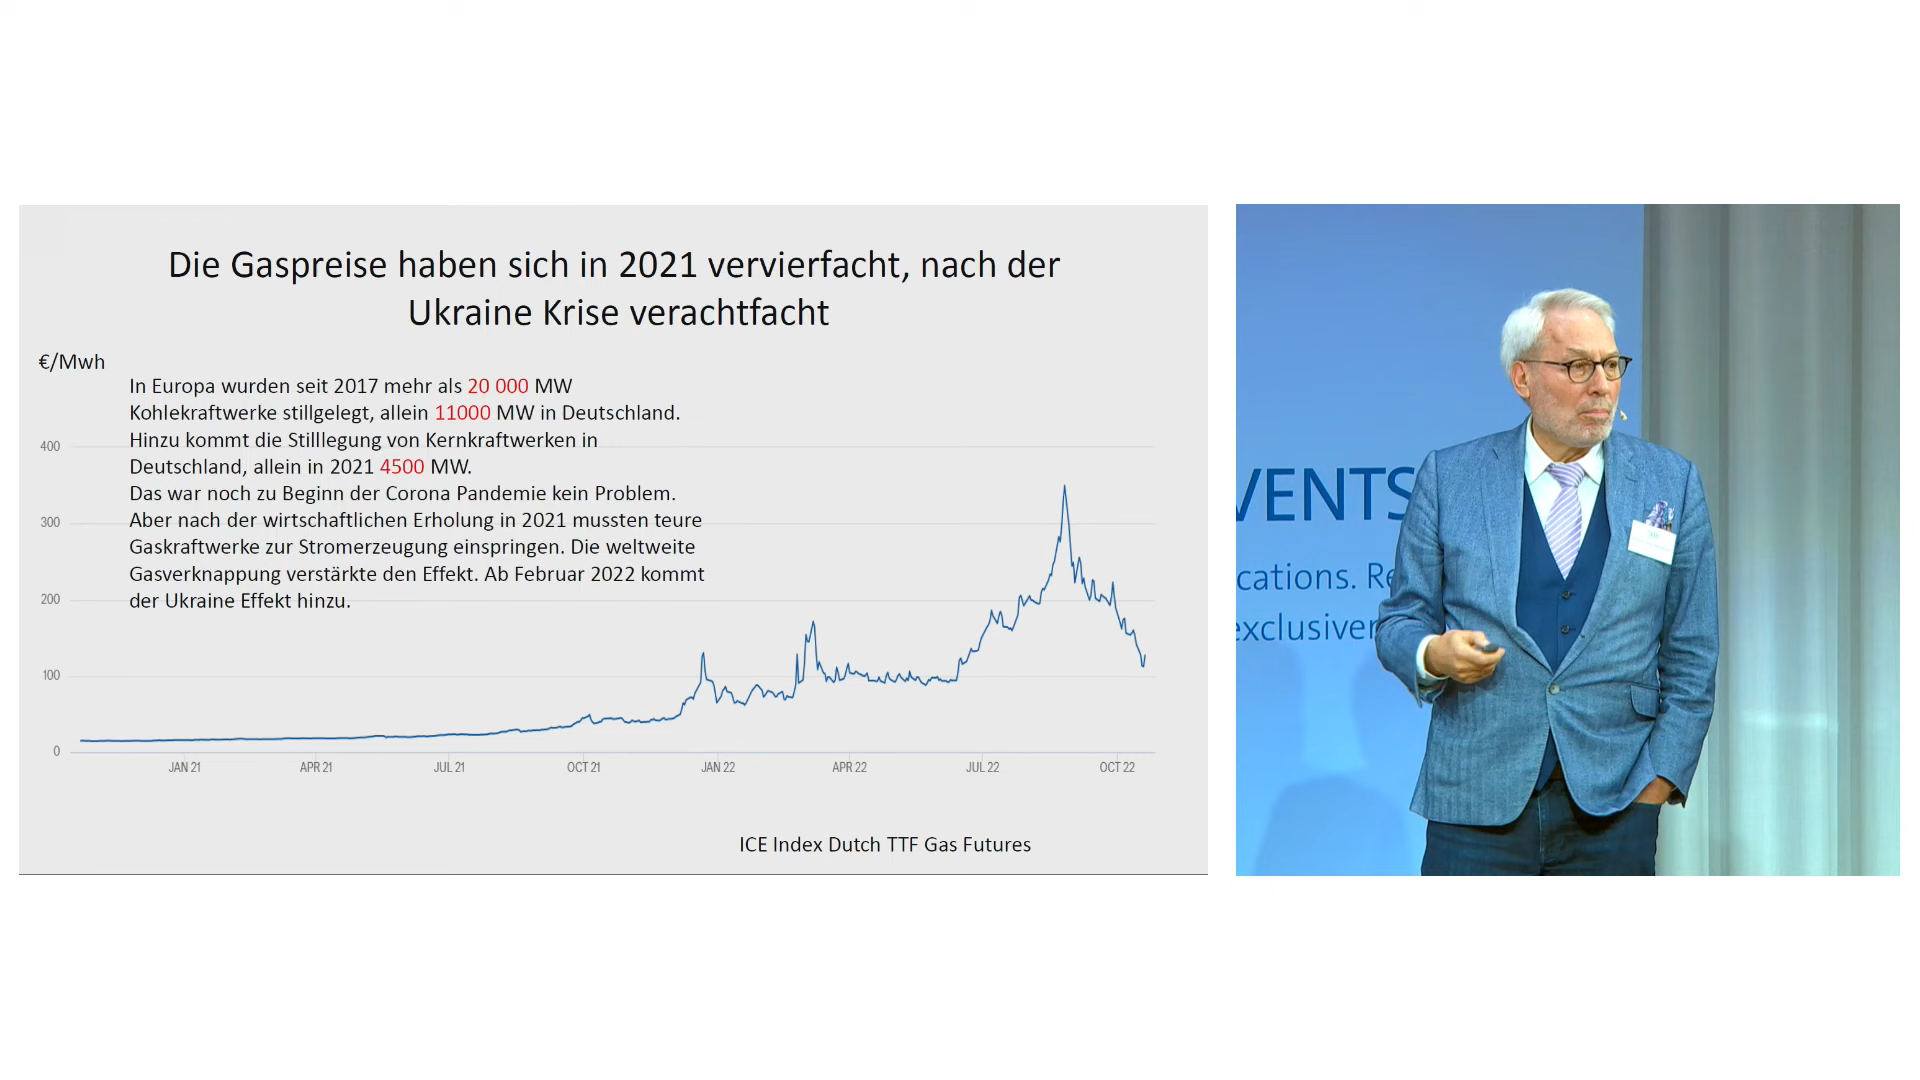 Die Gaspreise haben sich in 2021 vervierfacht, nach der
Ukraine Krise verachtfacht
€/Mwh
In Europa wurden seit 2017 mehr als 20 000 MW
Kohlekraftwerke stillgelegt, allein 11000 MW in Deutschland.
Hinzu kommt die Stilllegung von Kernkraftwerken in
Deutschland, allein in 2021 4500 MW.
Das war noch zu Beginn der Corona Pandemie kein Problem.
Aber nach der wirtschaftlichen Erholung in 2021 mussten teure
Gaskraftwerke zur Stromerzeugung einspringen. Die weltweite
Gasverknappung verstärkte den Effekt. Ab Februar 2022 kommt
der Ukraine Effekt hinzu.
400
300
200
100
0
JAN 21 APR 21 JUL 21 OCT 21 JAN 22 APR 22 JUL 22 OCT 22
ICE Index Dutch TTF Gas Futures
VENTS
cations. Re
exclusiver